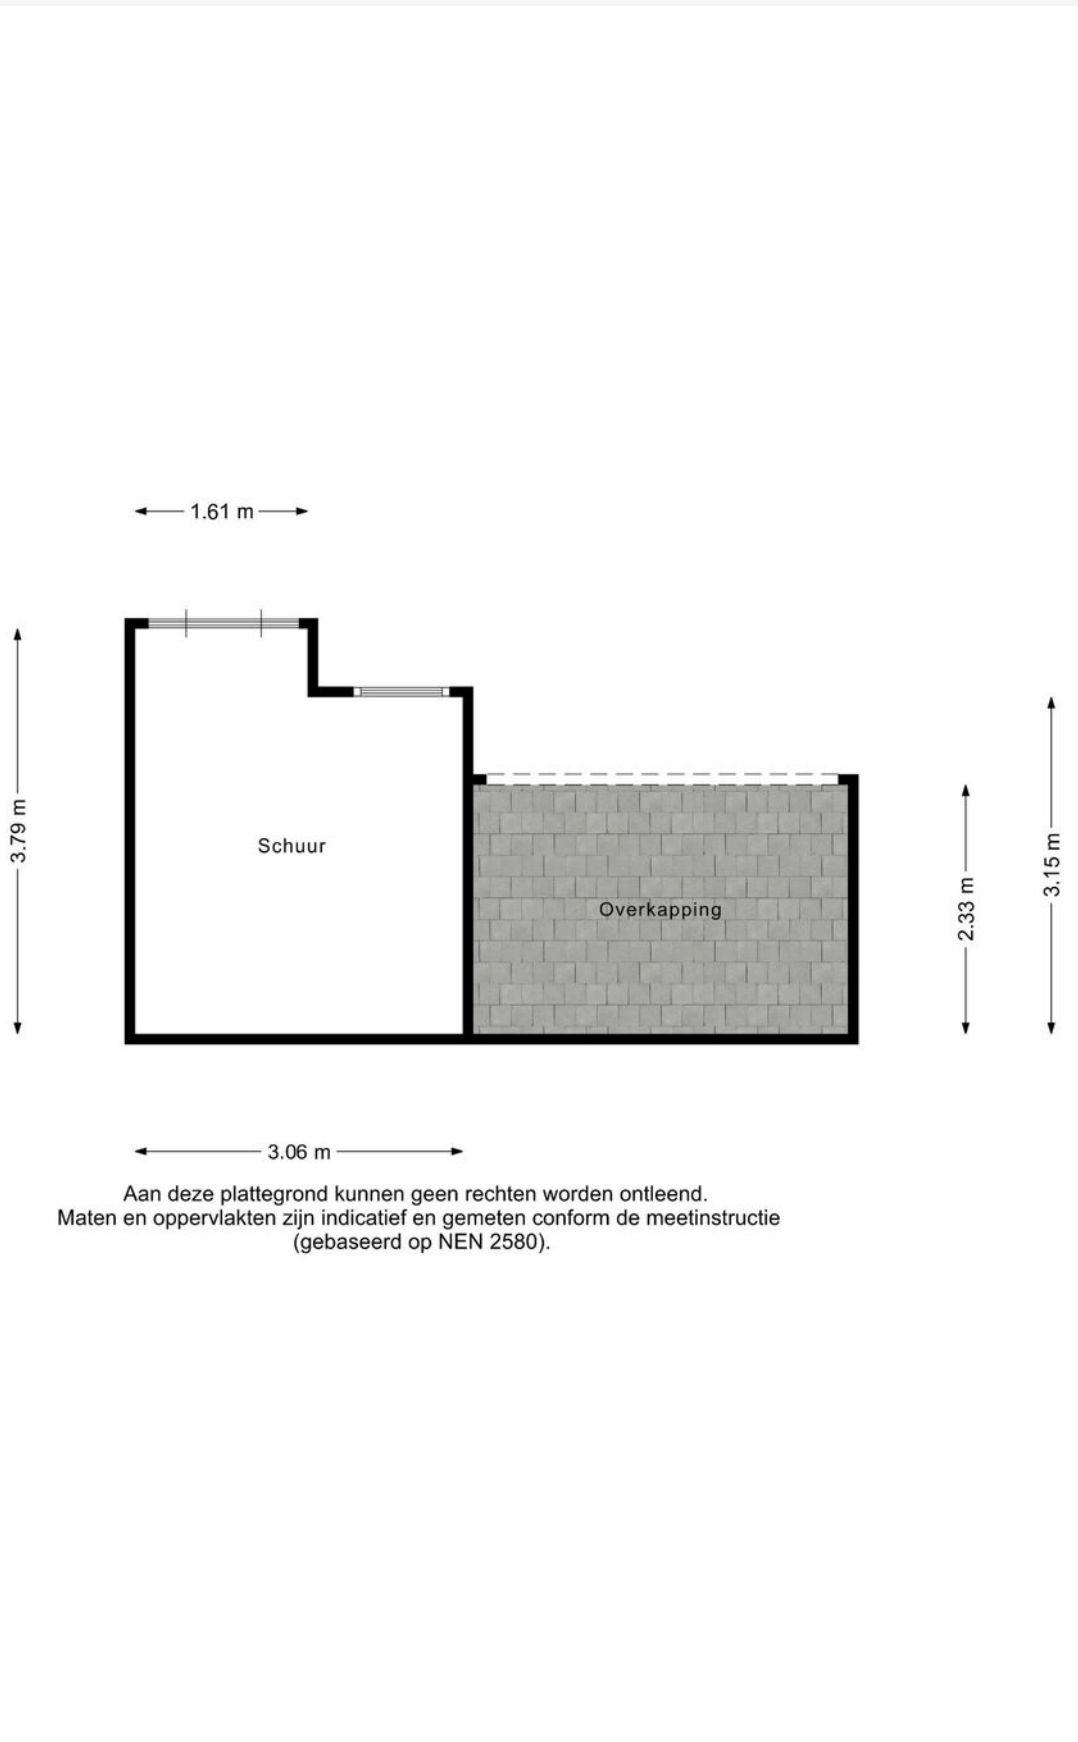 1.61 m
3.79 m
Schuur
Overkapping
2.33 m
3.15 m
3.06 m
Aan deze plattegrond kunnen geen rechten worden ontleend.
Maten en oppervlakten zijn indicatief en gemeten conform de meetinstructie
(gebaseerd op NEN 2580).